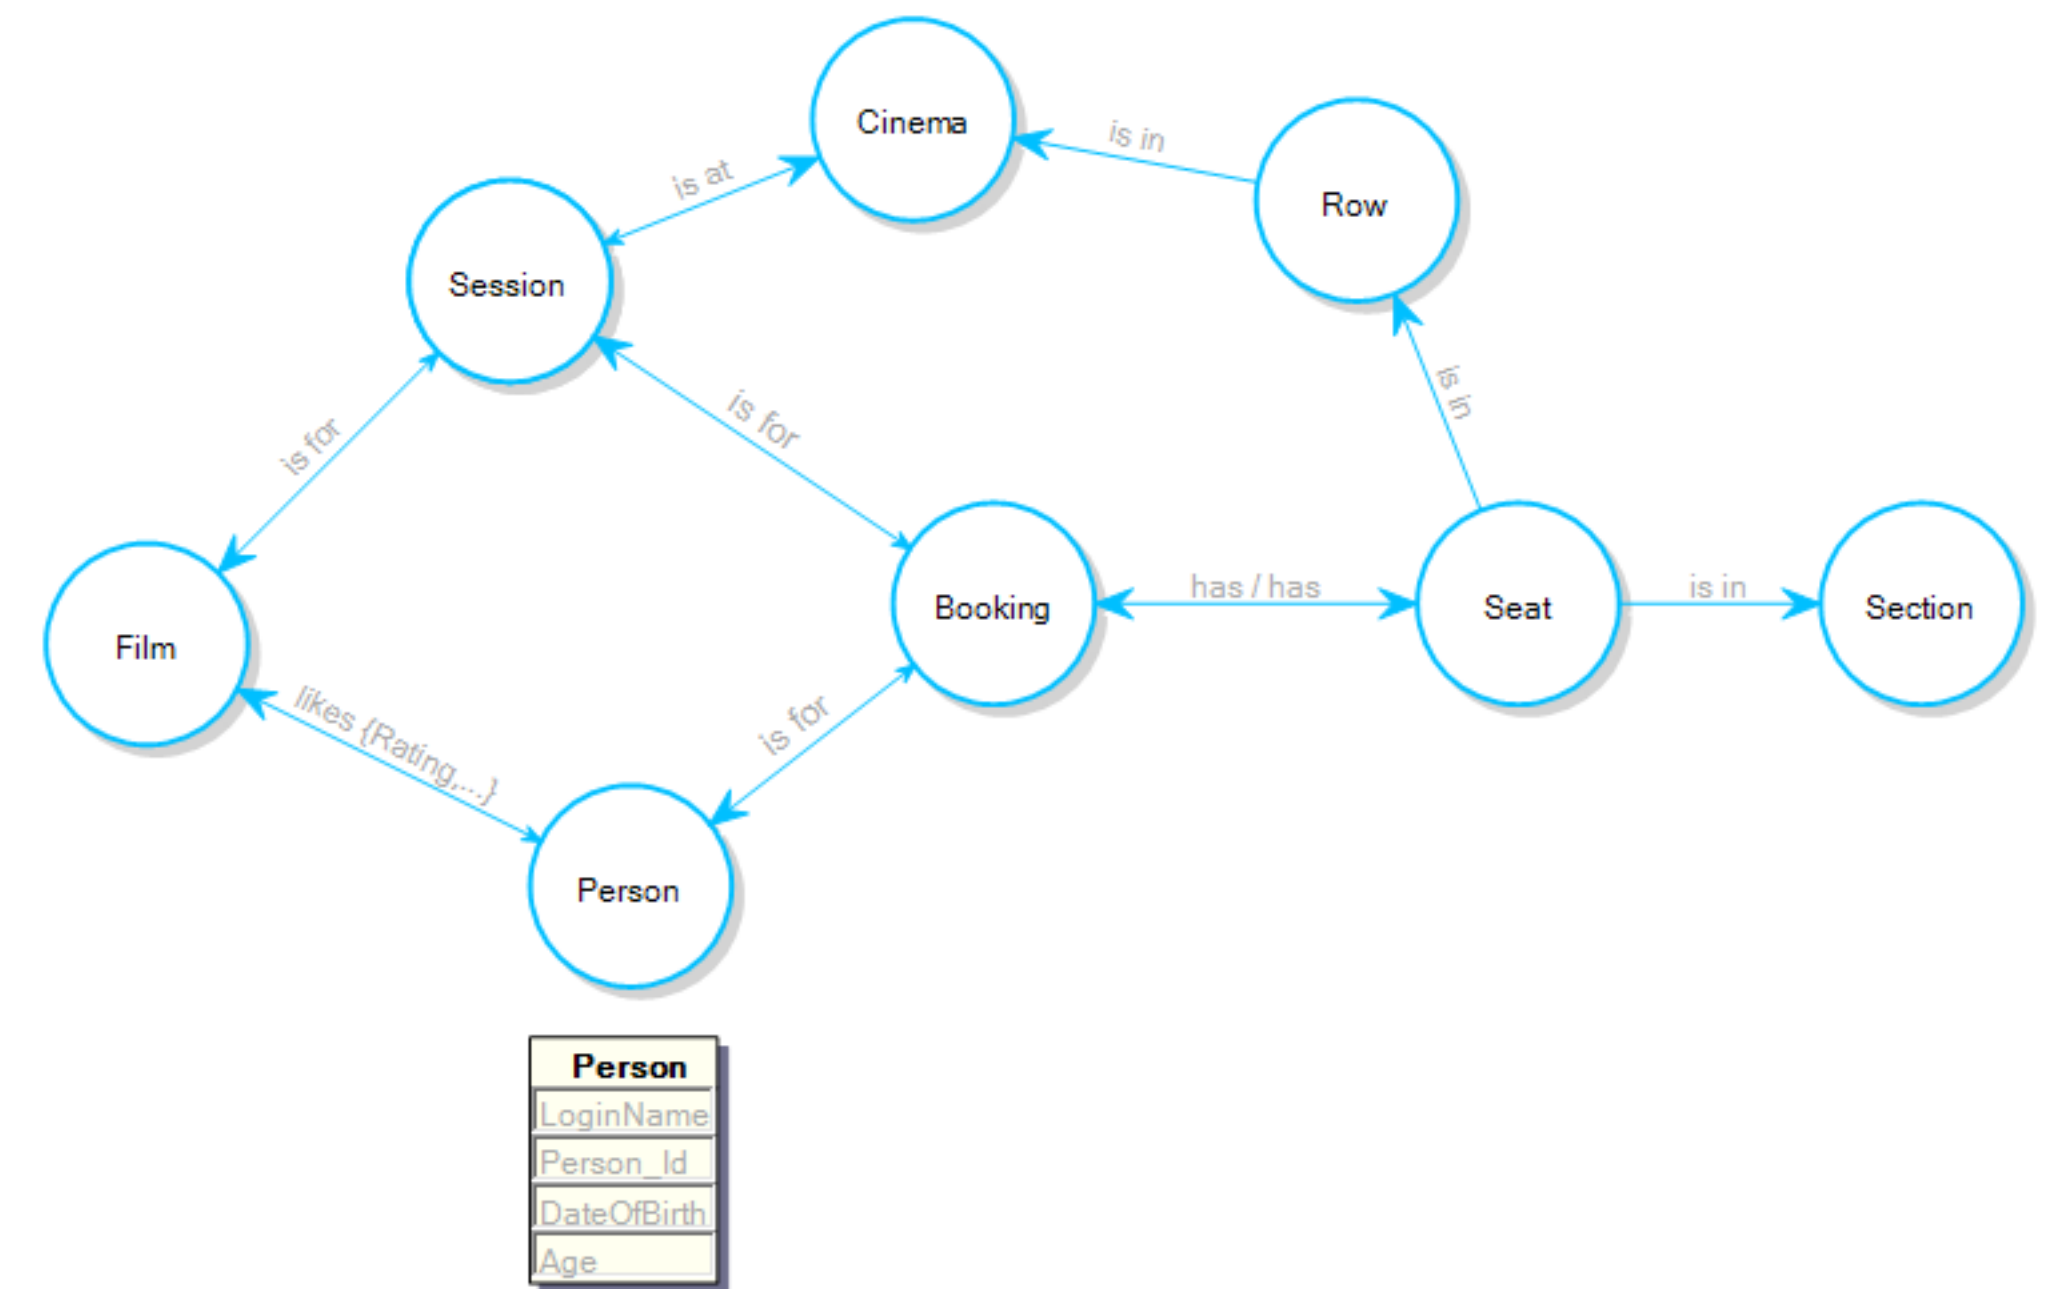 Cinema
is in
Row
is at
Session
is in
is for
is for
has / has
is in
Booking
Seat
Section
Film
likes {Rating,...}
is for
Person
Person
LoginName
Person_Id
DateOfBirth
Age